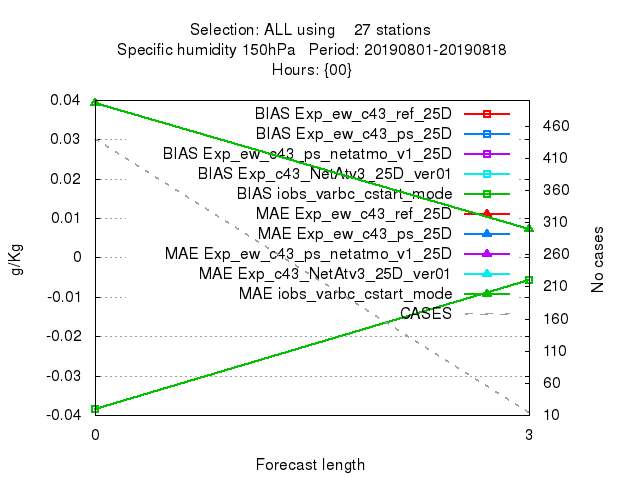 Selection: ALL using 27 stations
Specific humidity 150hPa Period: 20190801-20190818
Hours: {00}
0.04
0.03
0.02
0.01
0
-0.01
-0.02
-0.03
-0.04
g/Kg
BIAS Exp_ew_c43_ref_25D
BIAS Exp_ew_c43_ps_25D
BIAS Exp_ew_c43_ps_netatmo_v1_25D
BIAS Exp_c43_NetAtv3_25D_ver01
BIAS iobs_varbc_cstart_mode
MAE Exp_ew_c43_ref_25D
MAE Exp_ew_c43_ps_25D
MAE Exp_ew_c43_ps_netatmo_v1_25D
MAE Exp_c43_NetAtv3_25D_ver01
MAE iobs_varbc_cstart_mode
CASES
460
410
360
310
260
210
160
110
60
10
No cases
0 3
Forecast length